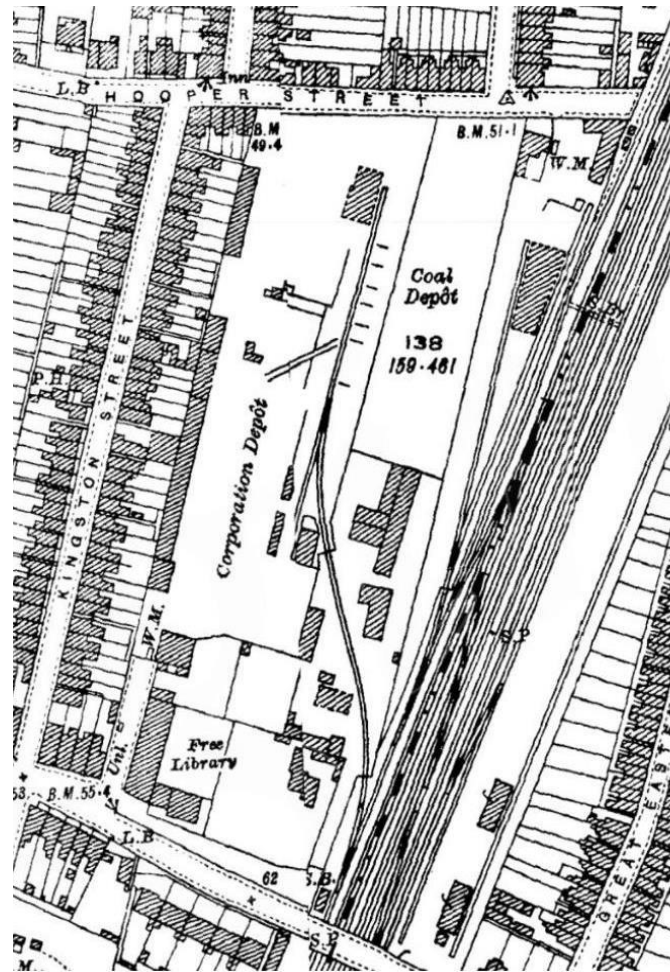 Inn
L.B
HOOPER STREET
B.M
49.4
B.M.51.1
W.M.
Coal
Depôt
138
159.461
KINGSTON STREET
P.H.
Corporation Depôt
W.M.
S.P.
Free
Library
Uni.
53.
B.M.55.4
L.B
62
S.B.
S.P.
GREAT EAST
M.